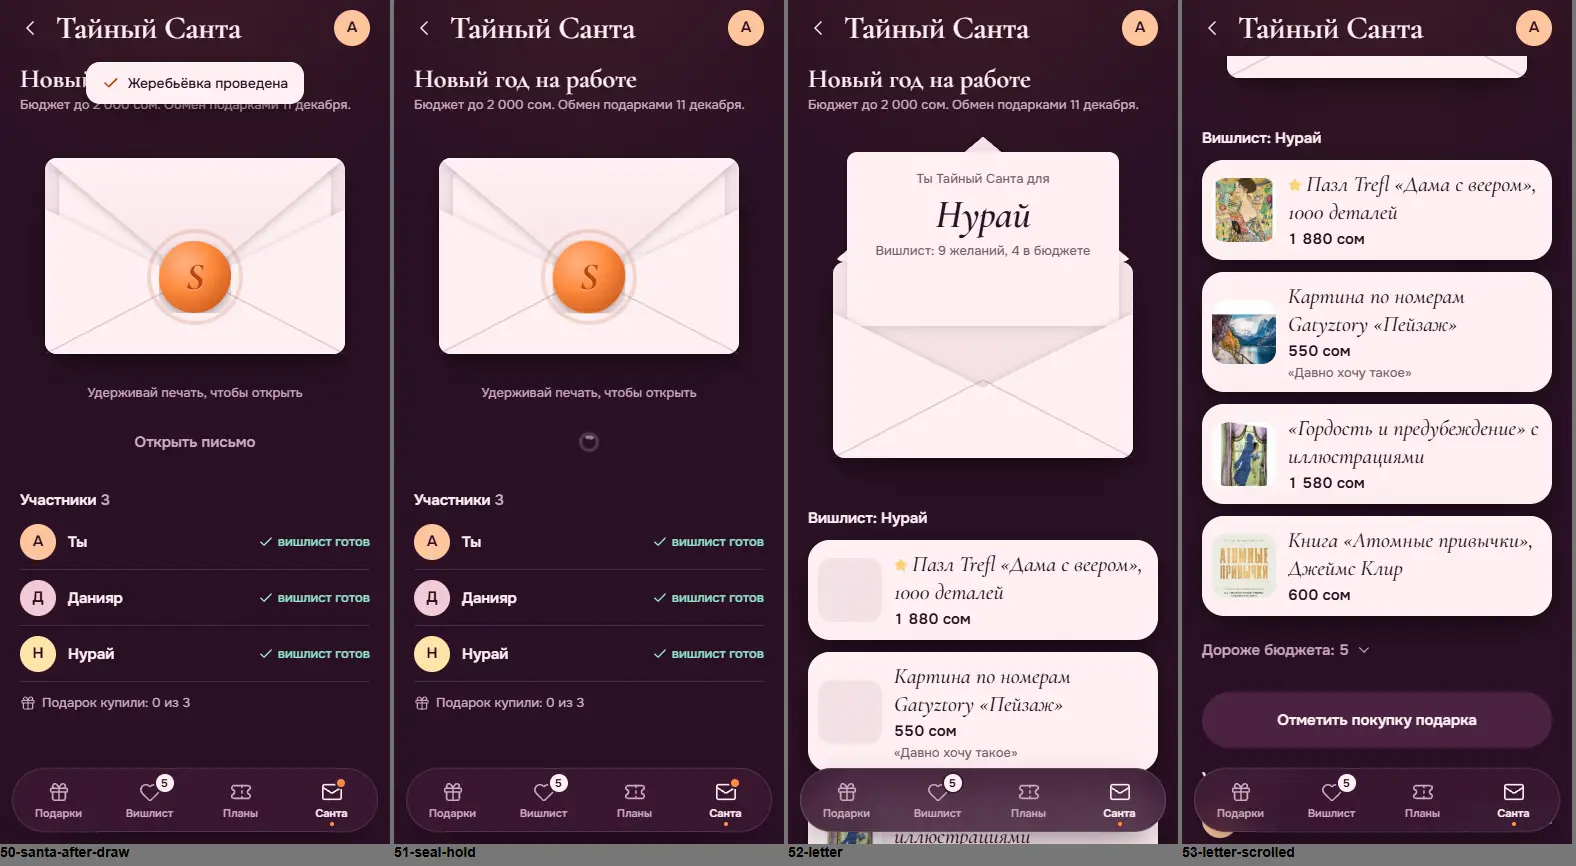 Тайный Санта
А
Новый
Жеребьёвка проведена
Бюджет до 2 000 сом. Обмен подарками 11 декабря.
S
Удерживай печать, чтобы открыть
Открыть письмо
Участники 3
А Ты вишлист готов
Д Данияр вишлист готов
Н Нурай вишлист готов
Подарок купили: 0 из 3
5
Подарки Вишлист Планы Санта
50-santa-after-draw
Тайный Санта
А
Новый год на работе
Бюджет до 2 000 сом. Обмен подарками 11 декабря.
S
Удерживай печать, чтобы открыть
Участники 3
А Ты вишлист готов
Д Данияр вишлист готов
Н Нурай вишлист готов
Подарок купили: 0 из 3
5
Подарки Вишлист Планы Санта
51-seal-hold
Тайный Санта
А
Новый год на работе
Бюджет до 2 000 сом. Обмен подарками 11 декабря.
Ты Тайный Санта для
Нурай
Вишлист: 9 желаний, 4 в бюджете
Вишлист: Нурай
Пазл Trefl «Дама с веером»,
1000 деталей
1 880 сом
Картина по номерам
Gatyztory «Пейзаж»
550 сом
«Давно хочу такое»
5
Подарки Вишлист Планы Санта
иллюстрациями
52-letter
Тайный Санта
А
Вишлист: Нурай
Пазл Trefl «Дама с веером»,
1000 деталей
1 880 сом
Картина по номерам
Gatyztory «Пейзаж»
550 сом
«Давно хочу такое»
«Гордость и предубеждение» с
иллюстрациями
1 580 сом
АТОМНЫЕ
ПРИВЫЧКИ
Книга «Атомные привычки»,
Джеймс Клир
600 сом
Дороже бюджета: 5
Отметить покупку подарка
5
Подарки Вишлист Планы Санта
53-letter-scrolled